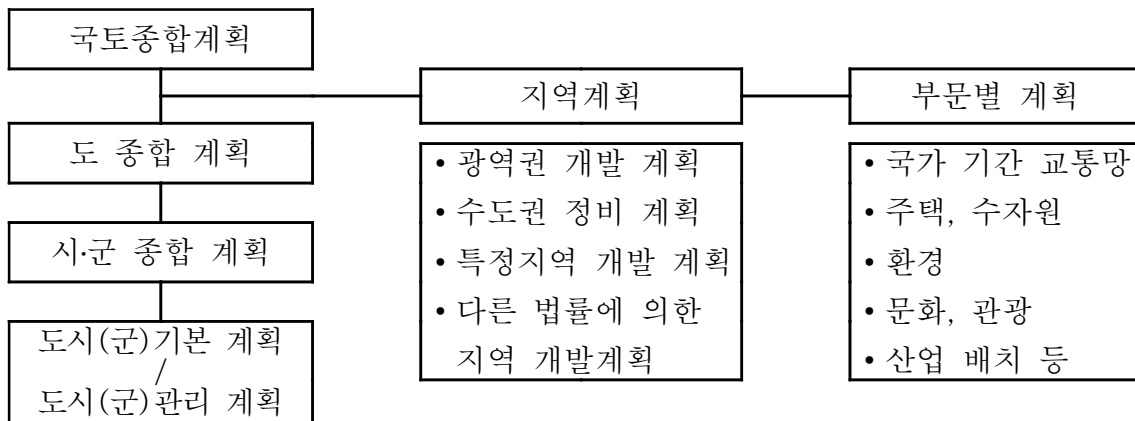 국토종합계획
지역계획
부문별 계획
도 종합 계획
시·군 종합 계획
도시(군)기본 계획
/
도시(군)관리 계획
• 광역권 개발 계획
• 수도권 정비 계획
• 특정지역 개발 계획
• 다른 법률에 의한
지역 개발계획
• 국가 기간 교통망
• 주택, 수자원
• 환경
• 문화, 관광
• 산업 배치 등